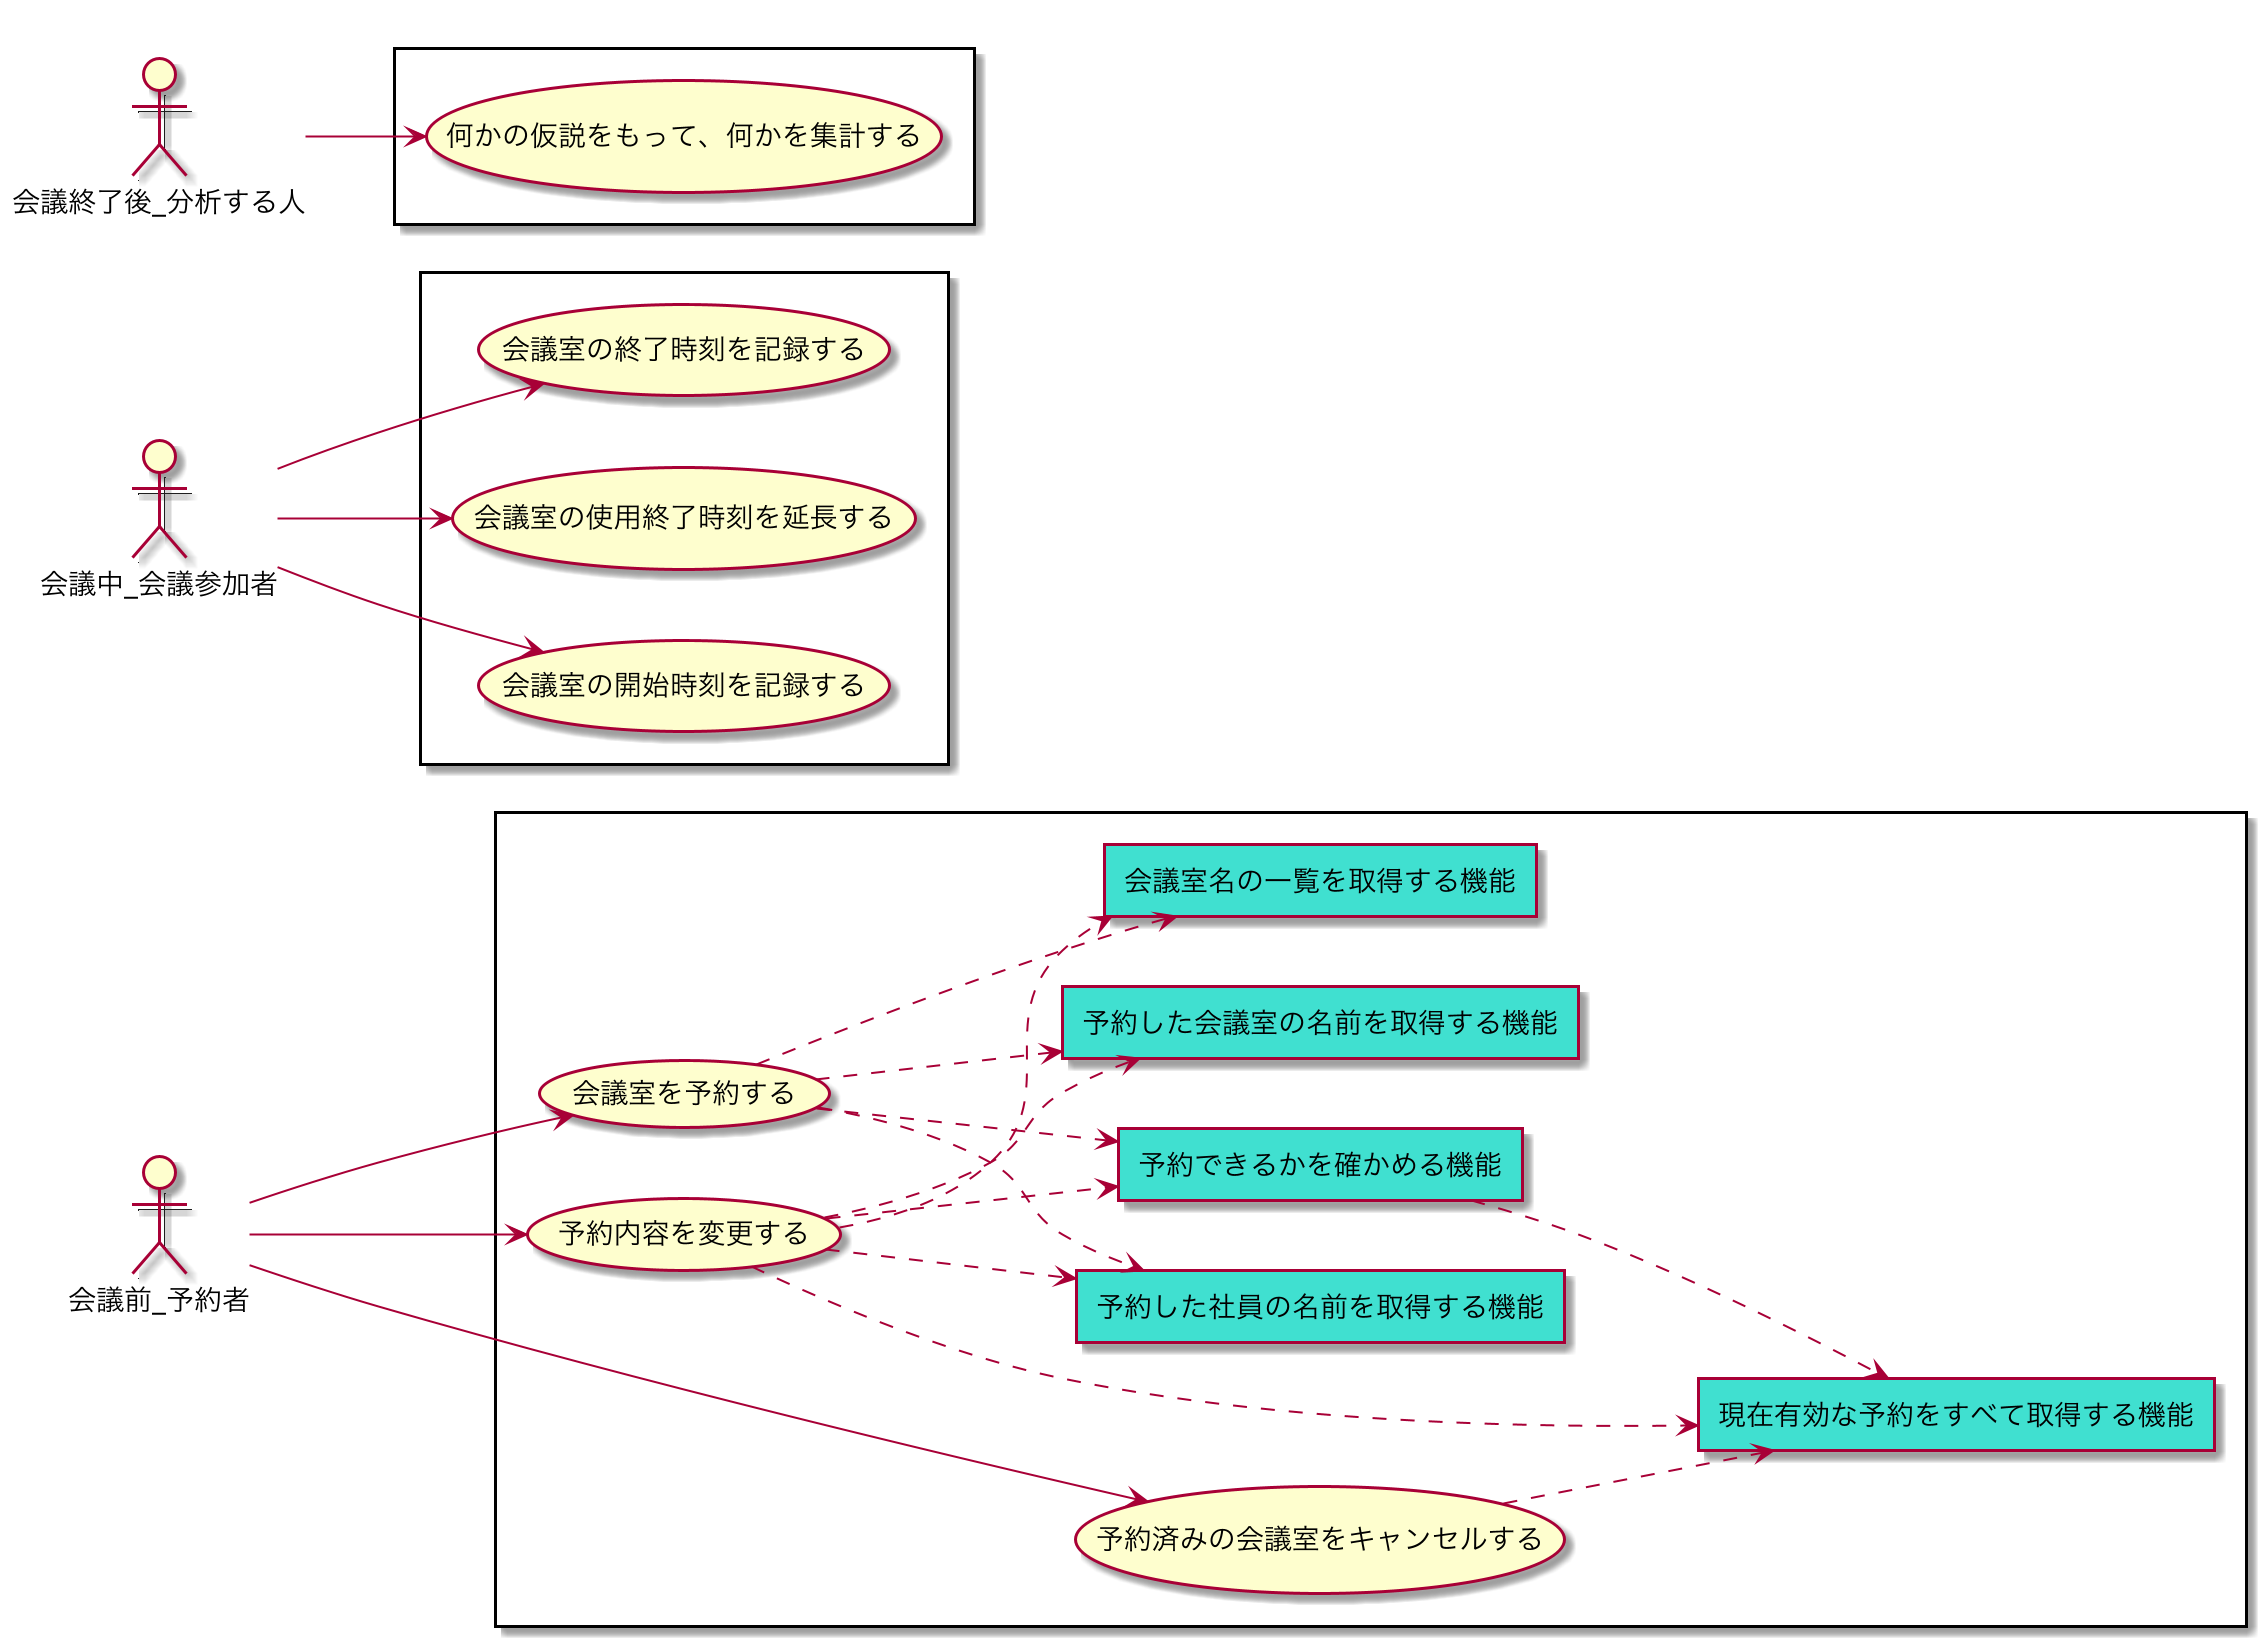 会議終了後_分析する人
何かの仮説をもって、何かを集計する
会議室の終了時刻を記録する
会議中_会議参加者
会議室の使用終了時刻を延長する
会議室の開始時刻を記録する
会議室名の一覧を取得する機能
予約した会議室の名前を取得する機能
会議室を予約する
予約できるかを確かめる機能
会議前_予約者
予約内容を変更する
予約した社員の名前を取得する機能
現在有効な予約をすべて取得する機能
予約済みの会議室をキャンセルする